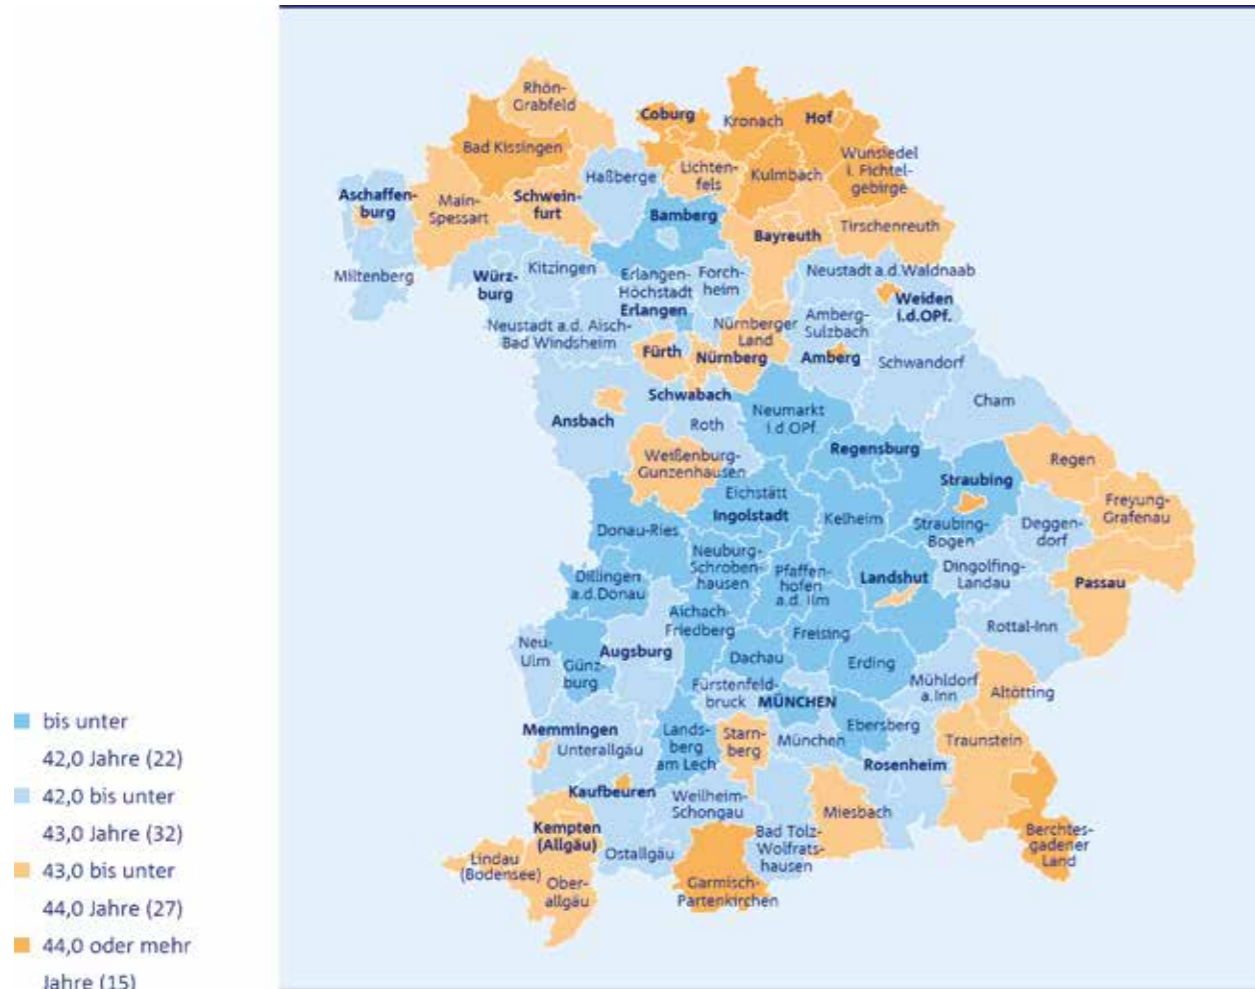 Rhön-
Grabfeld
Coburg
Kronach
Hof
Bad Kissingen
Wunsiedel
i. Fichtel-
gebirge
Haßberge
Lichten-
fels
Kulmbach
Aschaffen-
burg
Main-
Spessart
Schwein-
furt
Bamberg
Bayreuth
Tirschenreuth
Miltenberg
Würz-
burg
Kitzingen
Erlangen-
Höchstadt
Erlangen
Forch-
heim
Neustadt a.d.Waldnaab
Weiden
i.d.OPf.
Neustadt a.d. Aisch-
Bad Windsheim
Nürnberger
Land
Amberg-
Sulzbach
Fürth
Nürnberg
Amberg
Schwandorf
Schwabach
Ansbach
Roth
Neumarkt
i.d.OPf.
Cham
Weißenburg-
Gunzenhausen
Regensburg
Regen
Straubing
Eichstätt
Ingolstadt
Kelheim
Freyung-
Grafenau
Donau-Ries
Straubing-
Bogen
Deggen-
dorf
Neuburg-
Schroben-
hausen
Pfaffen-
hofen
a.d. Ilm
Landshut
Dingolfing-
Landau
Passau
Dillingen
a.d.Donau
Aichach-
Friedberg
Freising
Rottal-Inn
Neu-
Ulm
Günz-
burg
Augsburg
Dachau
Erding
Mühldorf
a.Inn
Altötting
Fürstenfeld-
bruck
MÜNCHEN
Ebersberg
Memmingen
Unterallgäu
Lands-
berg
am Lech
Starn-
berg
München
Traunstein
Rosenheim
Kaufbeuren
Weilheim-
Schongau
Miesbach
Kempten
(Allgäu)
Ostallgäu
Bad Tölz-
Wolfrats-
hausen
Berchtes-
gadener
Land
Lindau
(Bodensee)
Ober-
allgäu
Garmisch-
Partenkirchen
bis unter
42,0 Jahre (22)
42,0 bis unter
43,0 Jahre (32)
43,0 bis unter
44,0 Jahre (27)
44,0 oder mehr
Jahre (15)